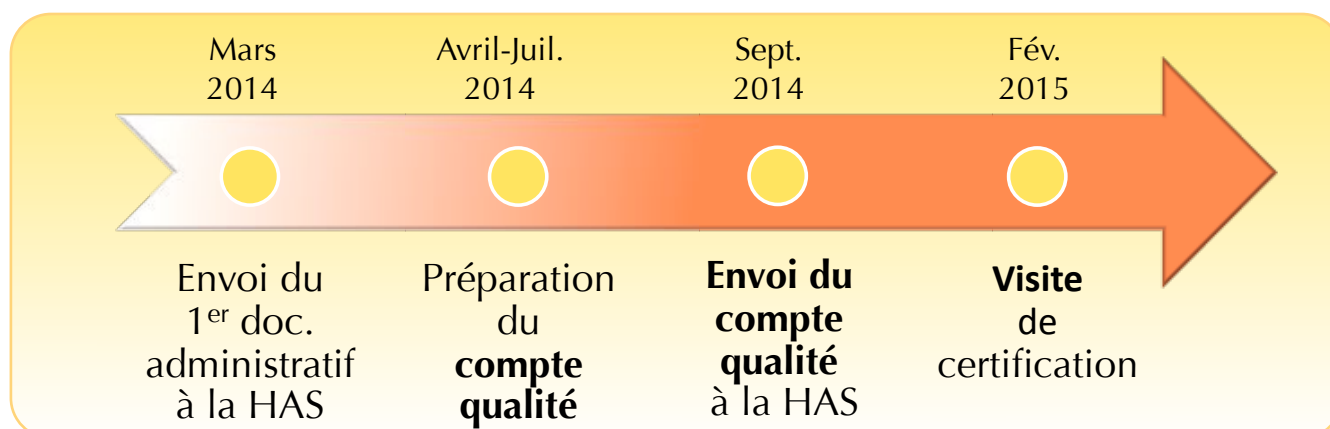 Mars
2014
Avril-Juil.
2014
Sept.
2014
Fév.
2015
Envoi du
1er doc.
administratif
à la HAS
Préparation
du
compte
qualité
Envoi du
compte
qualité
à la HAS
Visite
de
certification